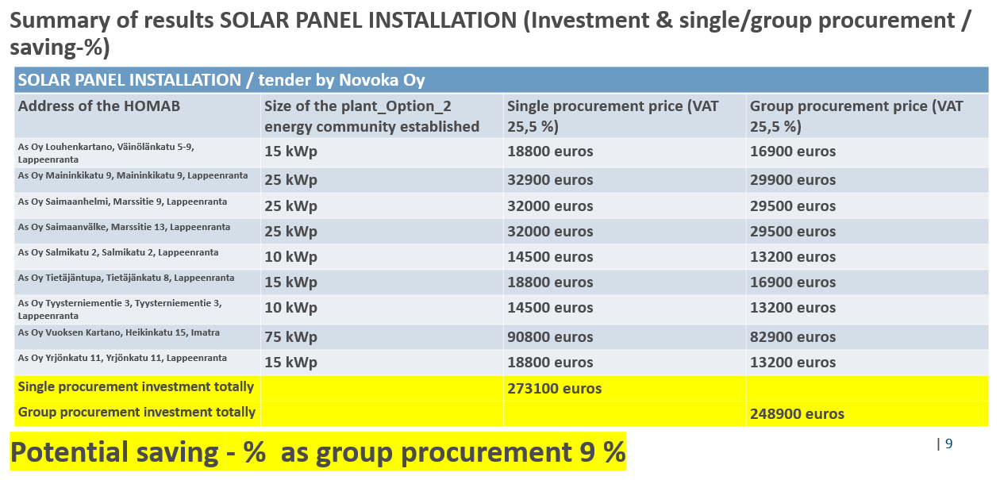 Summary of results SOLAR PANEL INSTALLATION (Investment & single/group procurement /
saving-%)
SOLAR PANEL INSTALLATION / tender by Novoka Oy
Address of the HOMAB
Size of the plant_Option_2
energy community established
Single procurement price (VAT
25,5 %)
Group procurement price (VAT
25,5 %)
As Oy Louhenkartano, Väinölänkatu 5-9,
Lappeenranta
15 kWp
18800 euros
16900 euros
As Oy Maininkikatu 9, Maininkikatu 9, Lappeenranta
25 kWp
32900 euros
29900 euros
As Oy Saimaanhelmi, Marssitie 9, Lappeenranta
25 kWp
32000 euros
29500 euros
As Oy Saimaanvälke, Marssitie 13, Lappeenranta
25 kWp
32000 euros
29500 euros
As Oy Salmikatu 2, Salmikatu 2, Lappeenranta
10 kWp
14500 euros
13200 euros
As Oy Tietäjäntupa, Tietäjänkatu 8, Lappeenranta
15 kWp
18800 euros
16900 euros
As Oy Tyysterniementie 3, Tyysterniementie 3,
Lappeenranta
10 kWp
14500 euros
13200 euros
As Oy Vuoksen Kartano, Heikinkatu 15, Imatra
75 kWp
90800 euros
82900 euros
As Oy Yrjönkatu 11, Yrjönkatu 11, Lappeenranta
15 kWp
18800 euros
13200 euros
Single procurement investment totally
273100 euros
Group procurement investment totally
248900 euros
Potential saving - % as group procurement 9 %
| 9